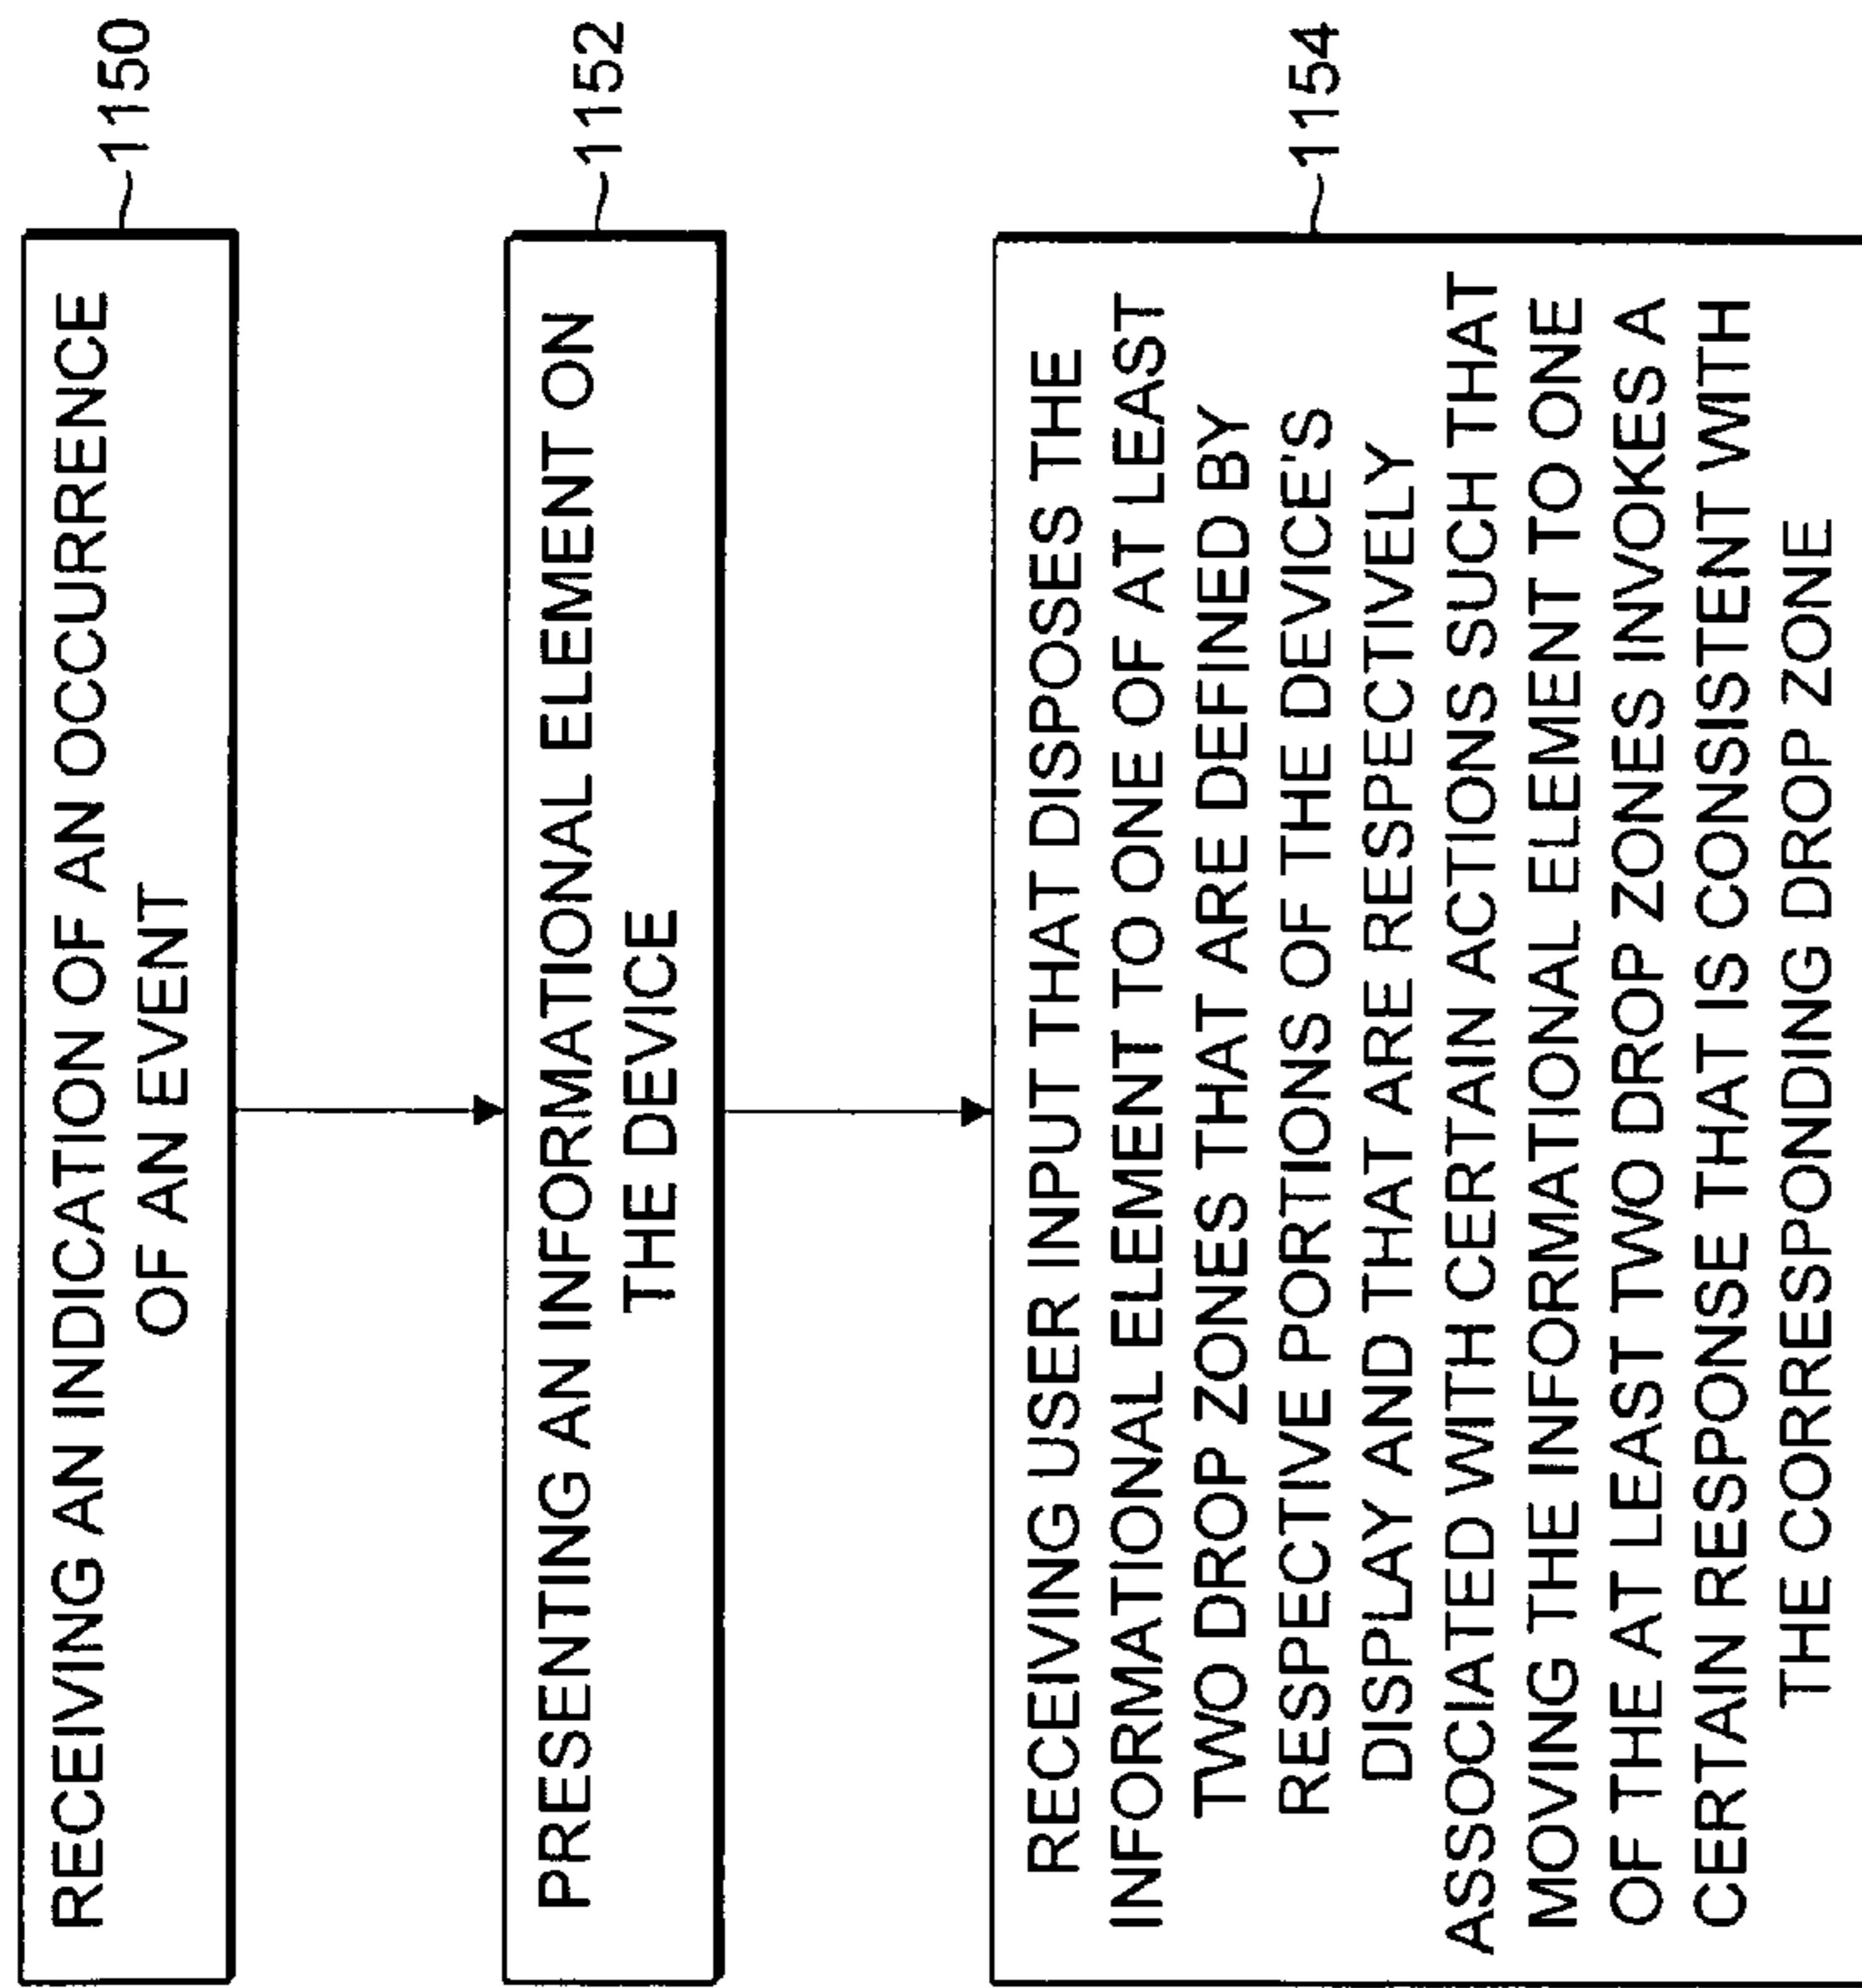 RECEIVING AN INDICATION OF AN OCCURRENCE
OF AN EVENT
1150
PRESENTING AN INFORMATIONAL ELEMENT ON
THE DEVICE
1152
RECEIVING USER INPUT THAT DISPOSES THE
INFORMATIONAL ELEMENT TO ONE OF AT LEAST
TWO DROP ZONES THAT ARE DEFINED BY
RESPECTIVE PORTIONS OF THE DEVICE'S
DISPLAY AND THAT ARE RESPECTIVELY
ASSOCIATED WITH CERTAIN ACTIONS SUCH THAT
MOVING THE INFORMATIONAL ELEMENT TO ONE
OF THE AT LEAST TWO DROP ZONES INVOKES A
CERTAIN RESPONSE THAT IS CONSISTENT WITH
THE CORRESPONDING DROP ZONE
1154